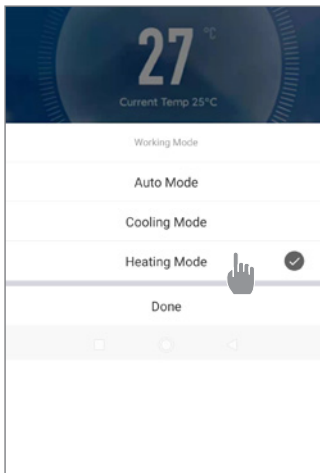 27 °C
Current Temp 25°C
Working Mode
Auto Mode
Cooling Mode
Heating Mode
Done